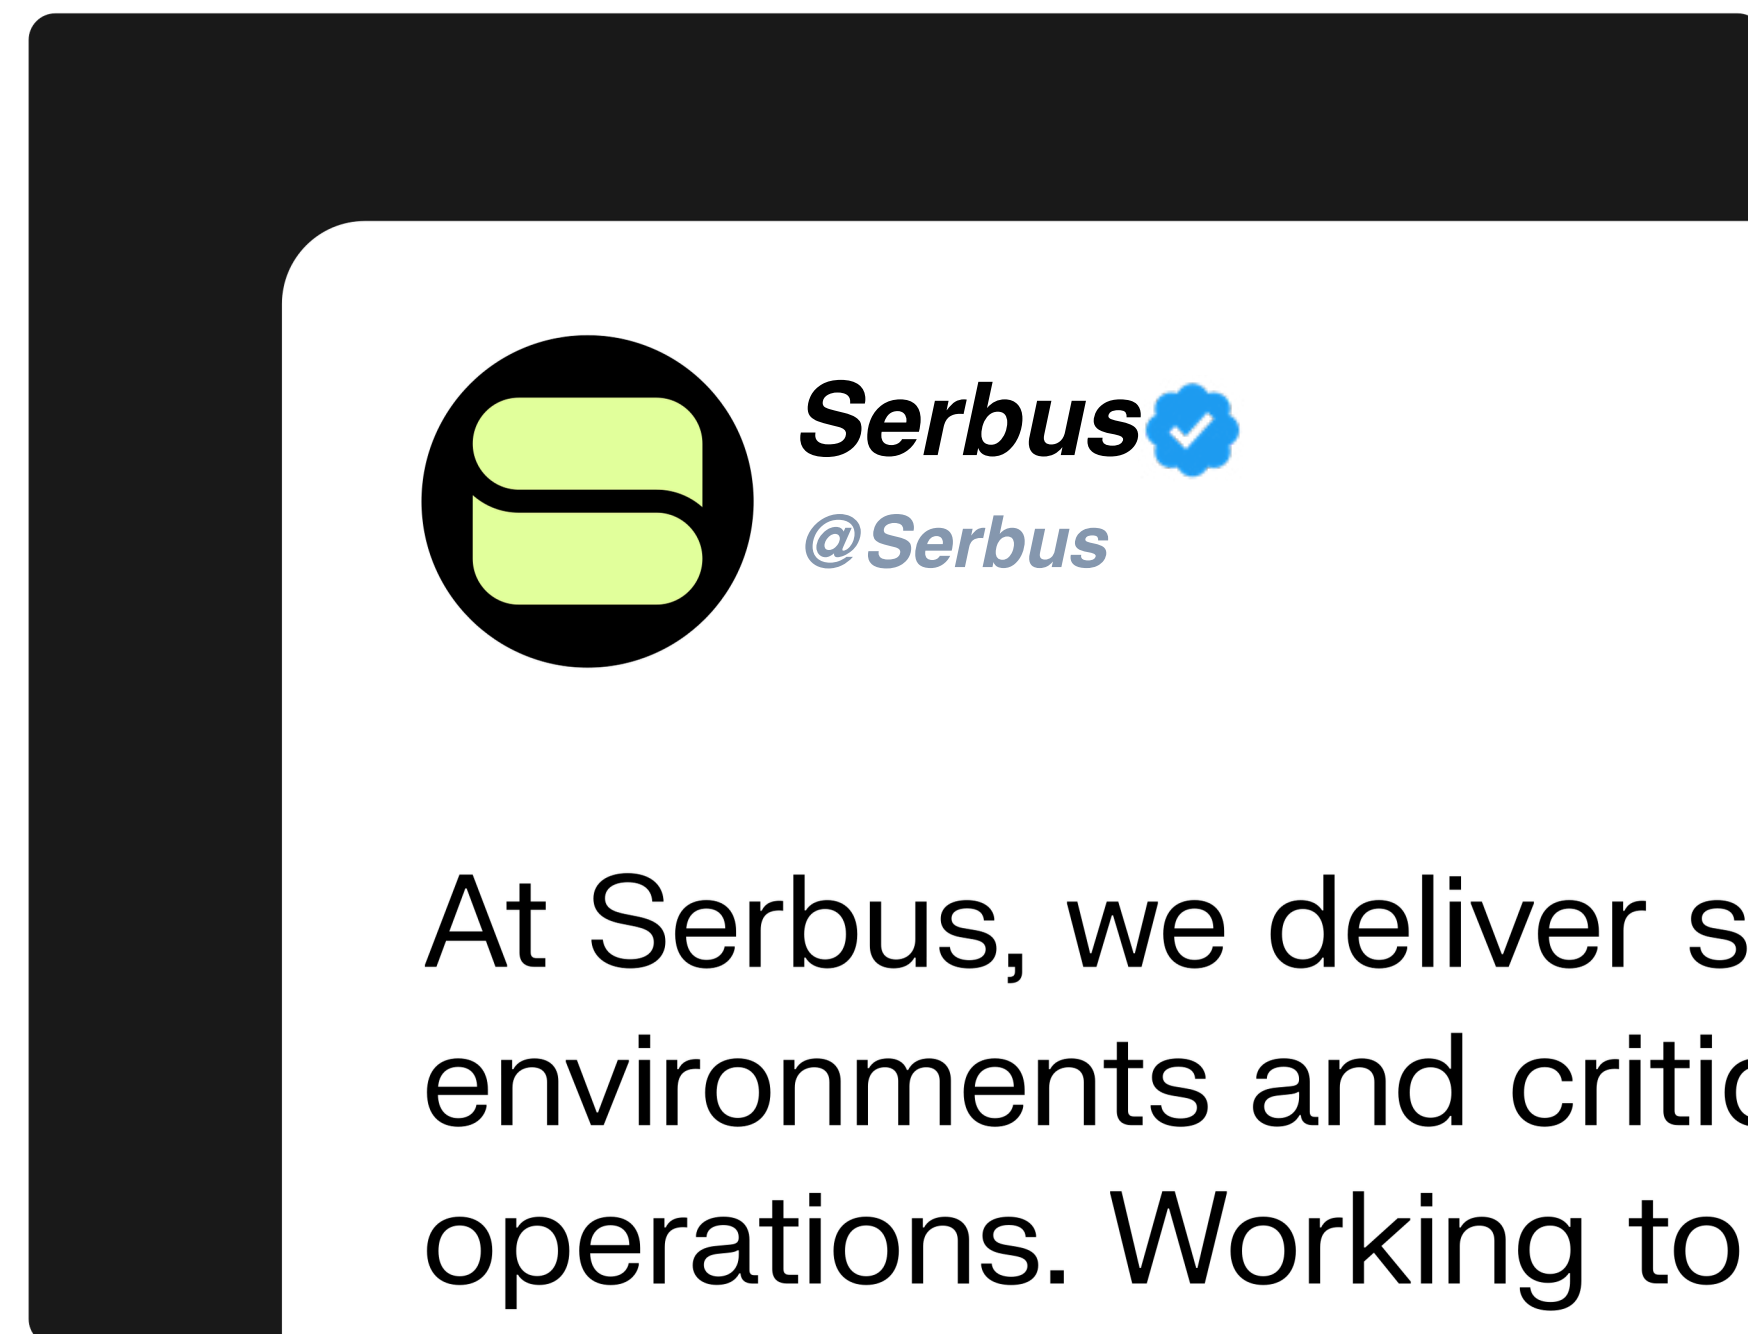 Serbus
@Serbus
At Serbus, we deliver
environments and
operations. Working to